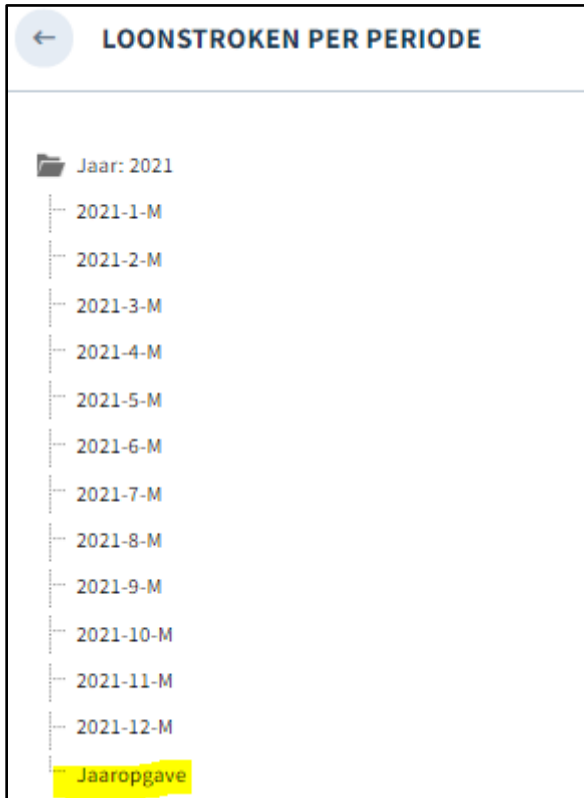 LOONSTROKEN PER PERIODE
Jaar: 2021
2021-1-M
2021-2-M
2021-3-M
2021-4-M
2021-5-M
2021-6-M
2021-7-M
2021-8-M
2021-9-M
2021-10-M
2021-11-M
2021-12-M
Jaaropgave